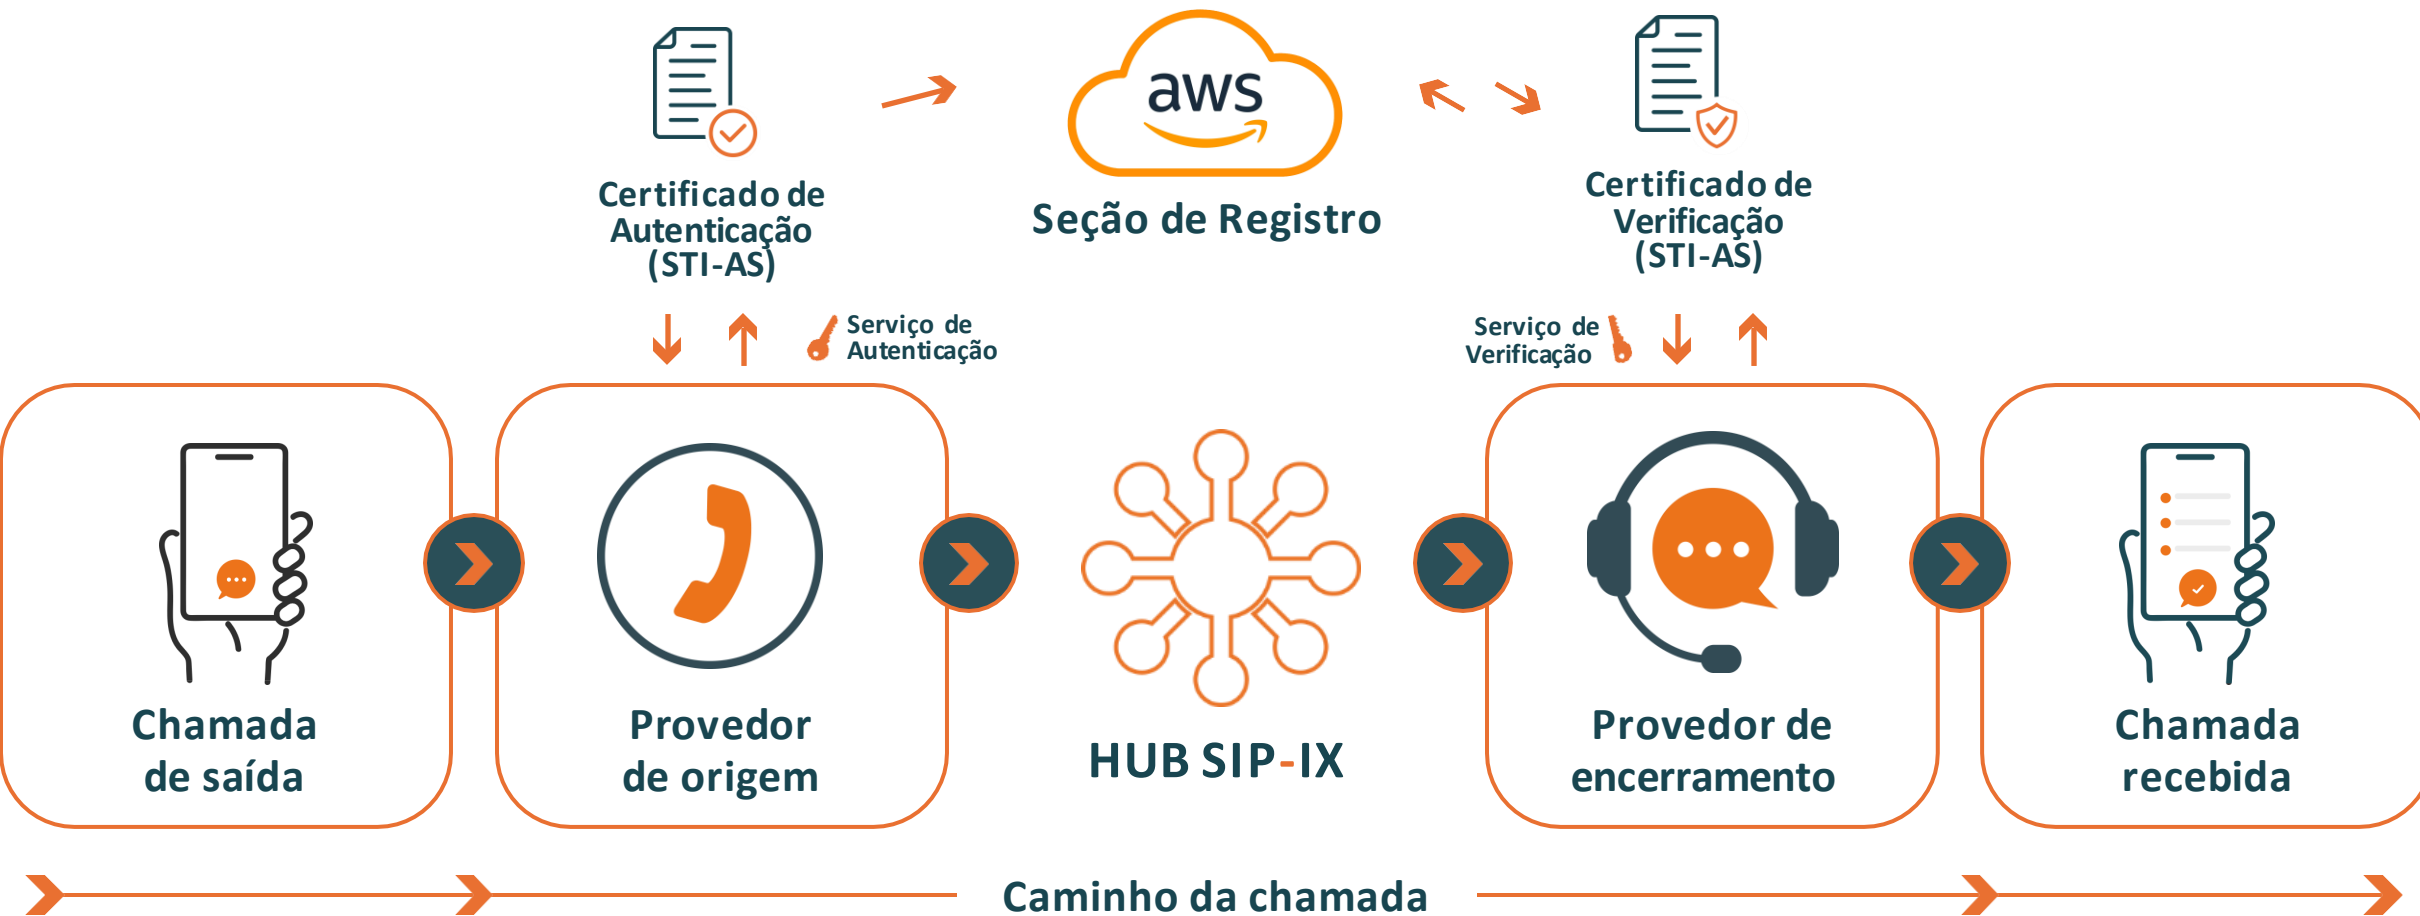 aws
Certificado de
Autenticação
(STI-AS)
Seção de Registro
Certificado de
Verificação
(STI-AS)
Serviço de
Autenticação
Serviço de
Verificação
Chamada
de saída
Provedor
de origem
HUB SIP-IX
Provedor de
encerramento
Chamada
recebida
Caminho da chamada